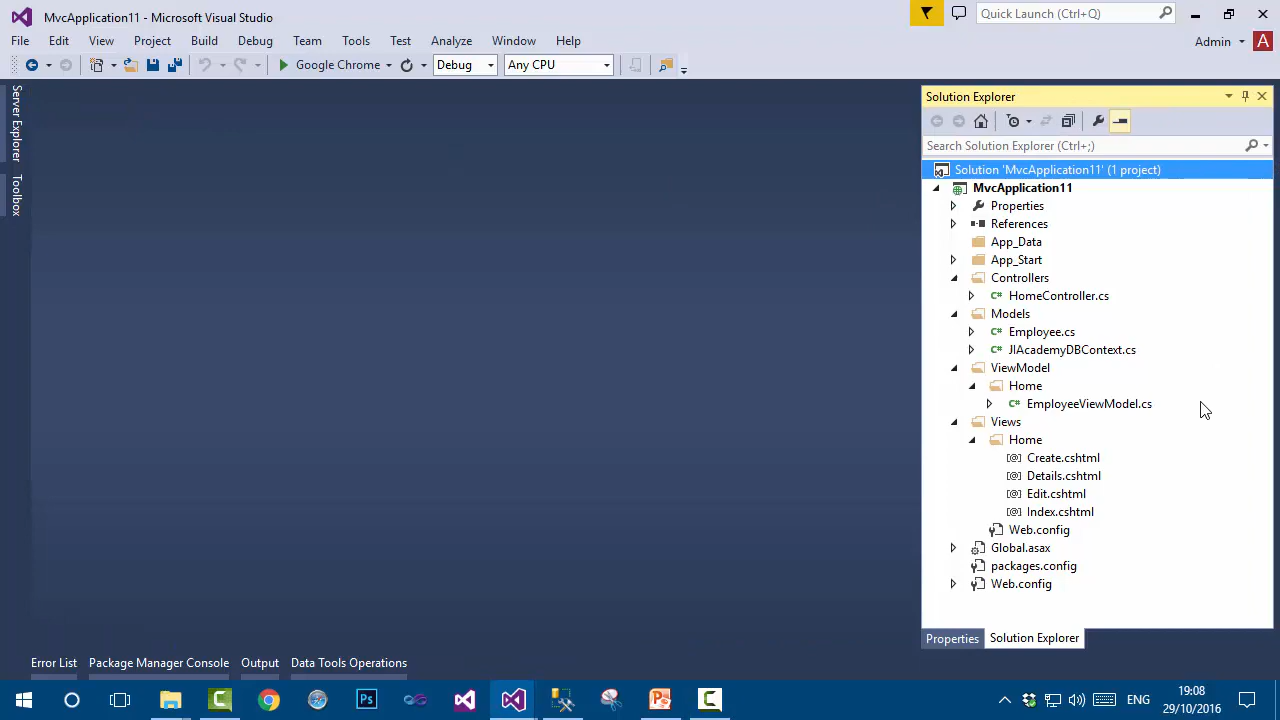 MvcApplication11 - Microsoft Visual Studio
Quick Launch (Ctrl+Q)
File Edit View Project Build Debug Team Tools Test Analyze Window Help
Admin A
Google Chrome Debug Any CPU
Server Explorer
Toolbox
Solution Explorer
Search Solution Explorer (Ctrl+;)
Solution 'MvcApplication11' (1 project)
MvcApplication11
Properties
References
App_Data
App_Start
Controllers
C# HomeController.cs
Models
C# Employee.cs
C# JIAcademyDBContext.cs
ViewModel
Home
C# EmployeeViewModel.cs
Views
Home
[@] Create.cshtml
[@] Details.cshtml
[@] Edit.cshtml
[@] Index.cshtml
Web.config
Global.asax
packages.config
Web.config
Properties Solution Explorer
Error List Package Manager Console Output Data Tools Operations
Ps
ENG
19:08
29/10/2016